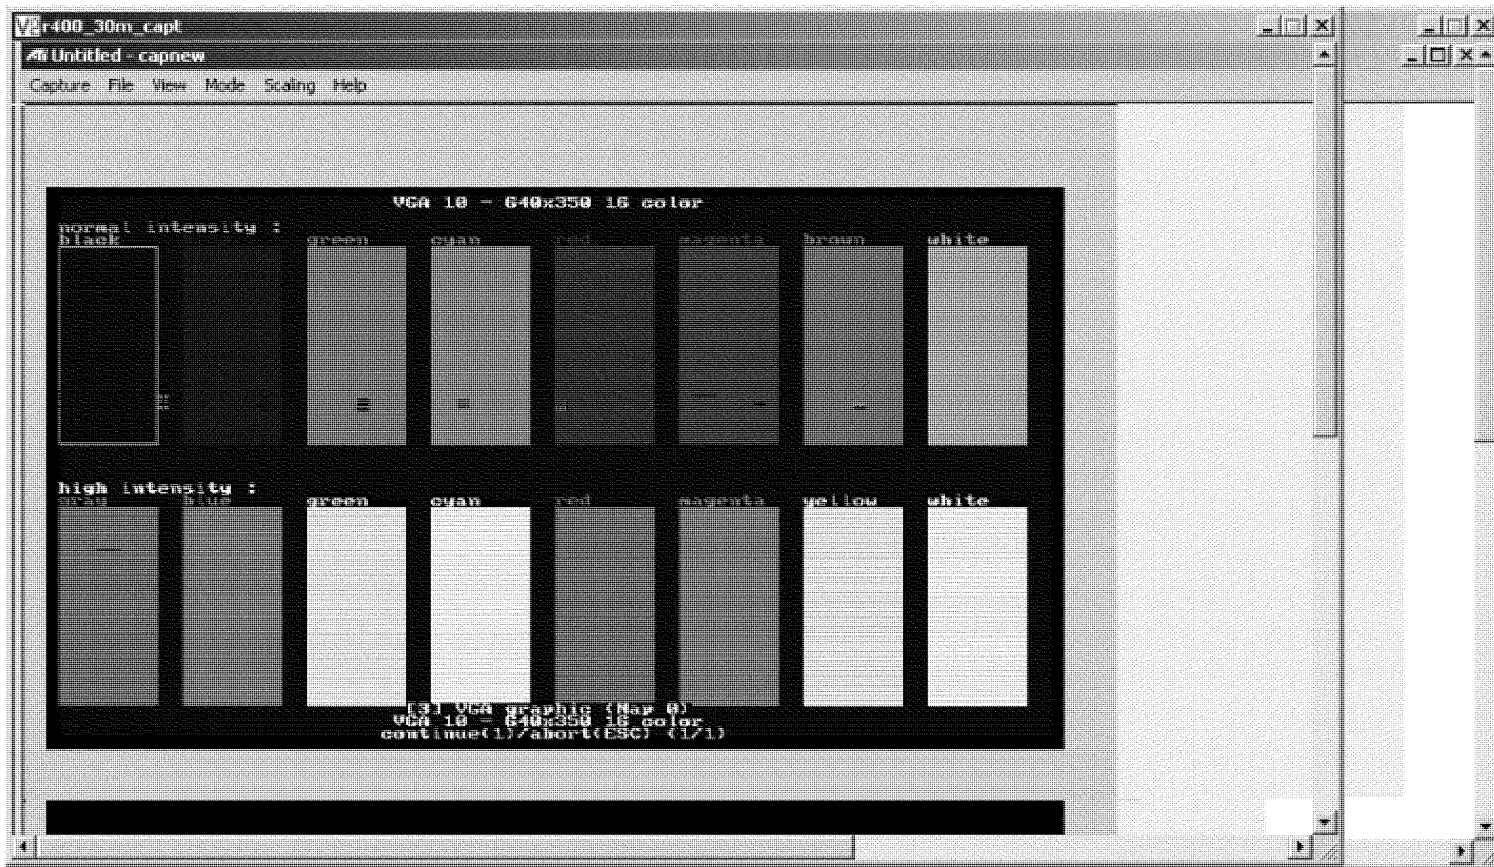 r400_30m_capt
Untitled - capnew
Capture File View Mode Scaling Help
VGA 10 - 640x350 16 color
normal intensity :
black green cyan red magenta brown white
high intensity :
gray blue green cyan red magenta yellow white
[3] VGA graphic (Map 0)
VGA 10 - 640x350 16 color
continue(1)/abort(ESC) (1/1)